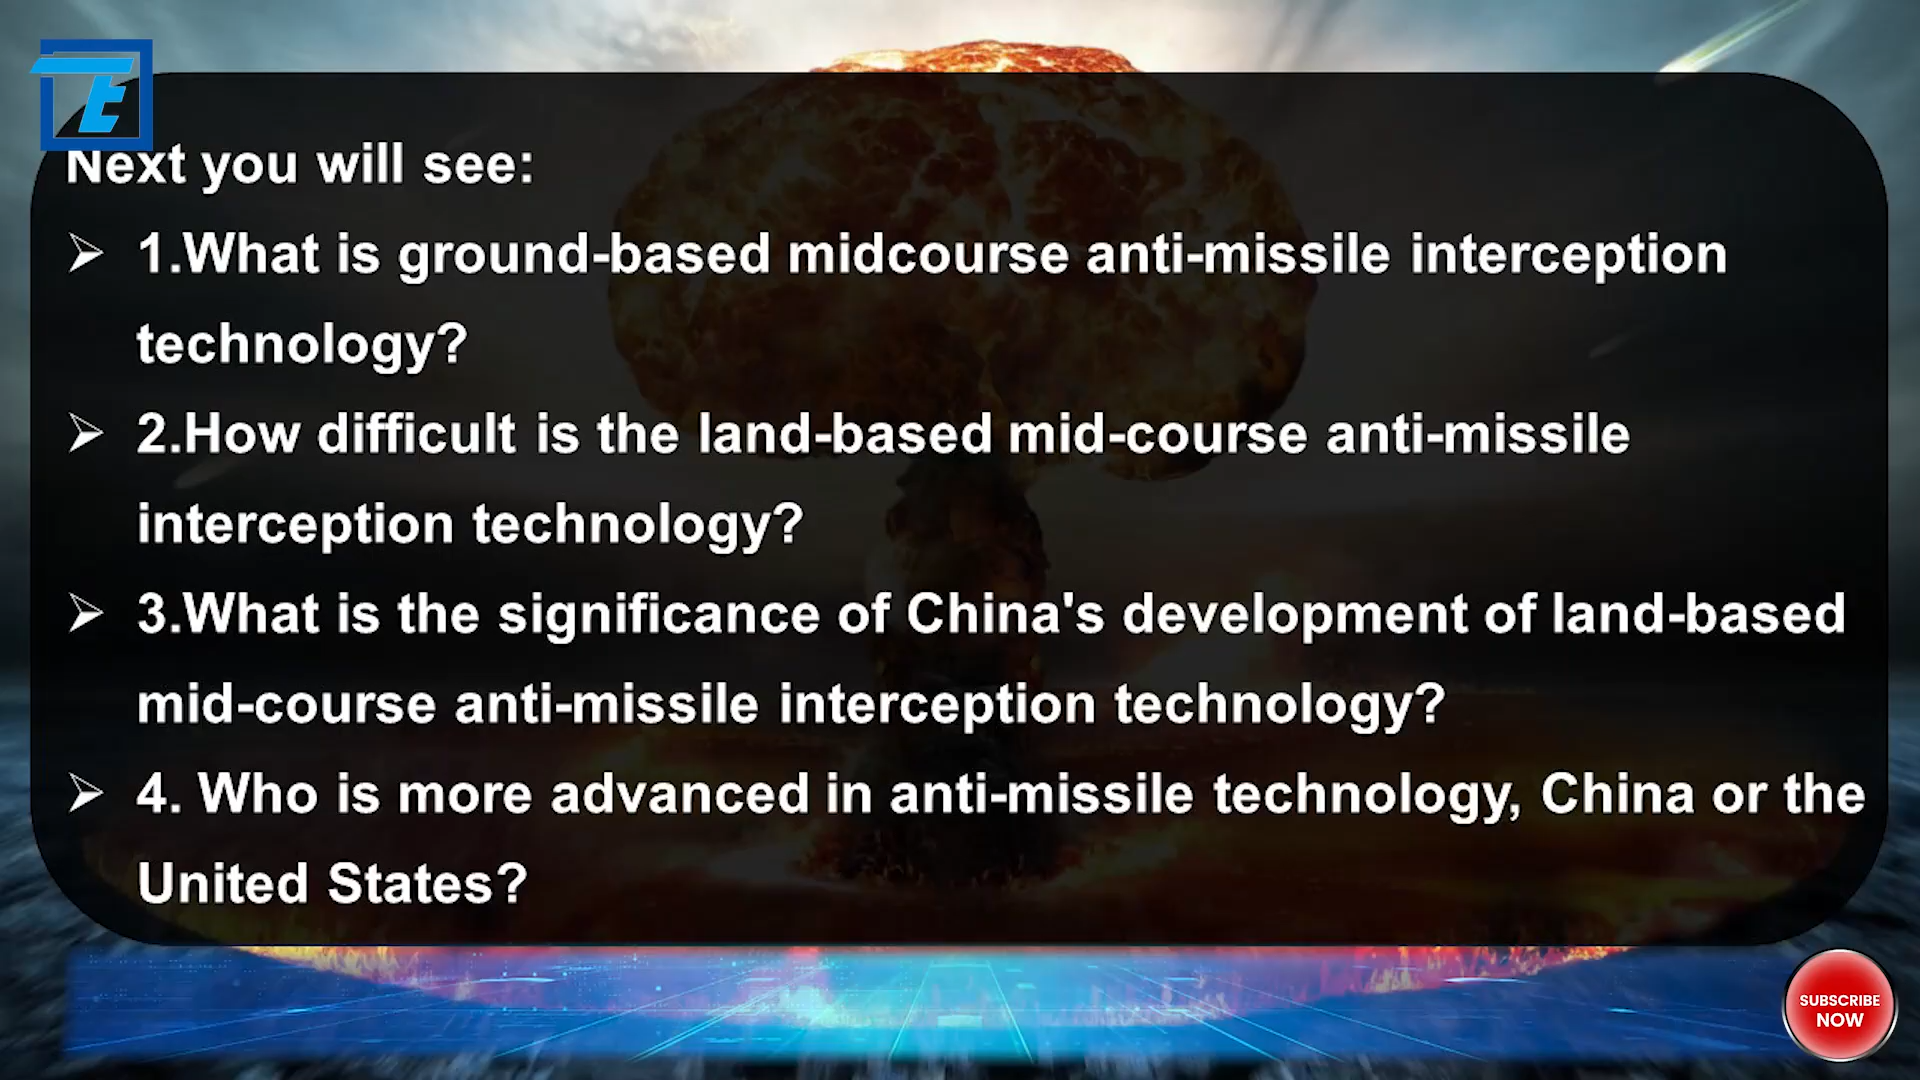 TE
Next you will see:
➢ 1.What is ground-based midcourse anti-missile interception
technology?
➢ 2.How difficult is the land-based mid-course anti-missile
interception technology?
➢ 3.What is the significance of China's development of land-based
mid-course anti-missile interception technology?
➢ 4. Who is more advanced in anti-missile technology, China or the
United States?
SUBSCRIBE
NOW